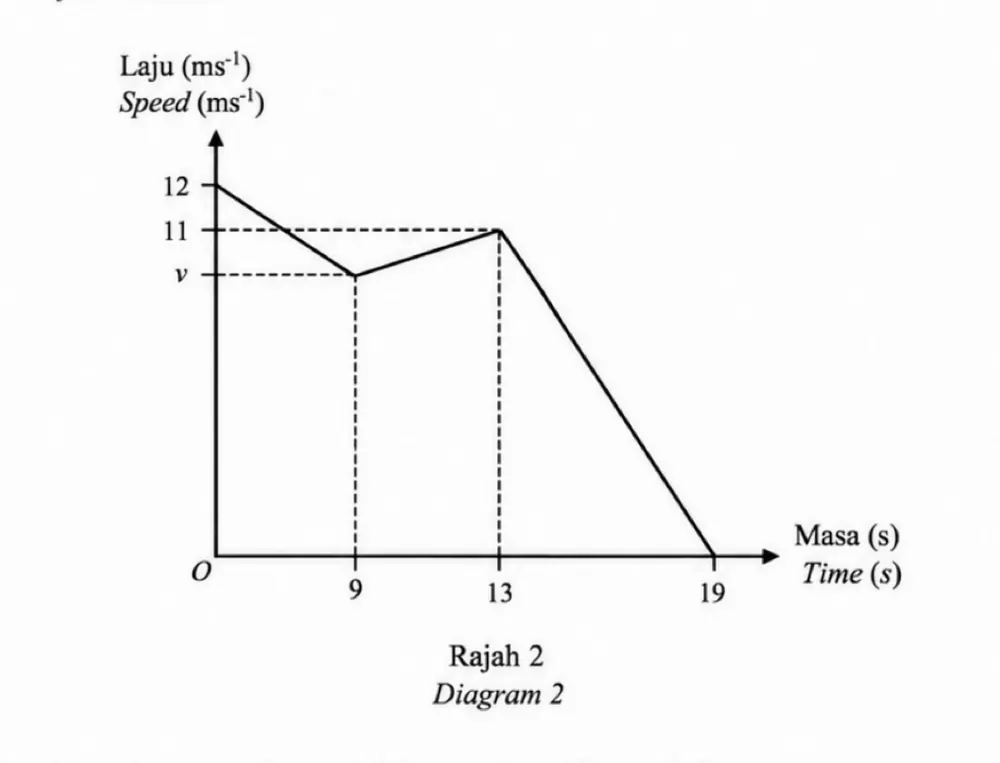 Laju (ms⁻¹)
Speed (ms⁻¹)
12
11
v
O
9
13
19
Masa (s)
Time (s)
Rajah 2
Diagram 2